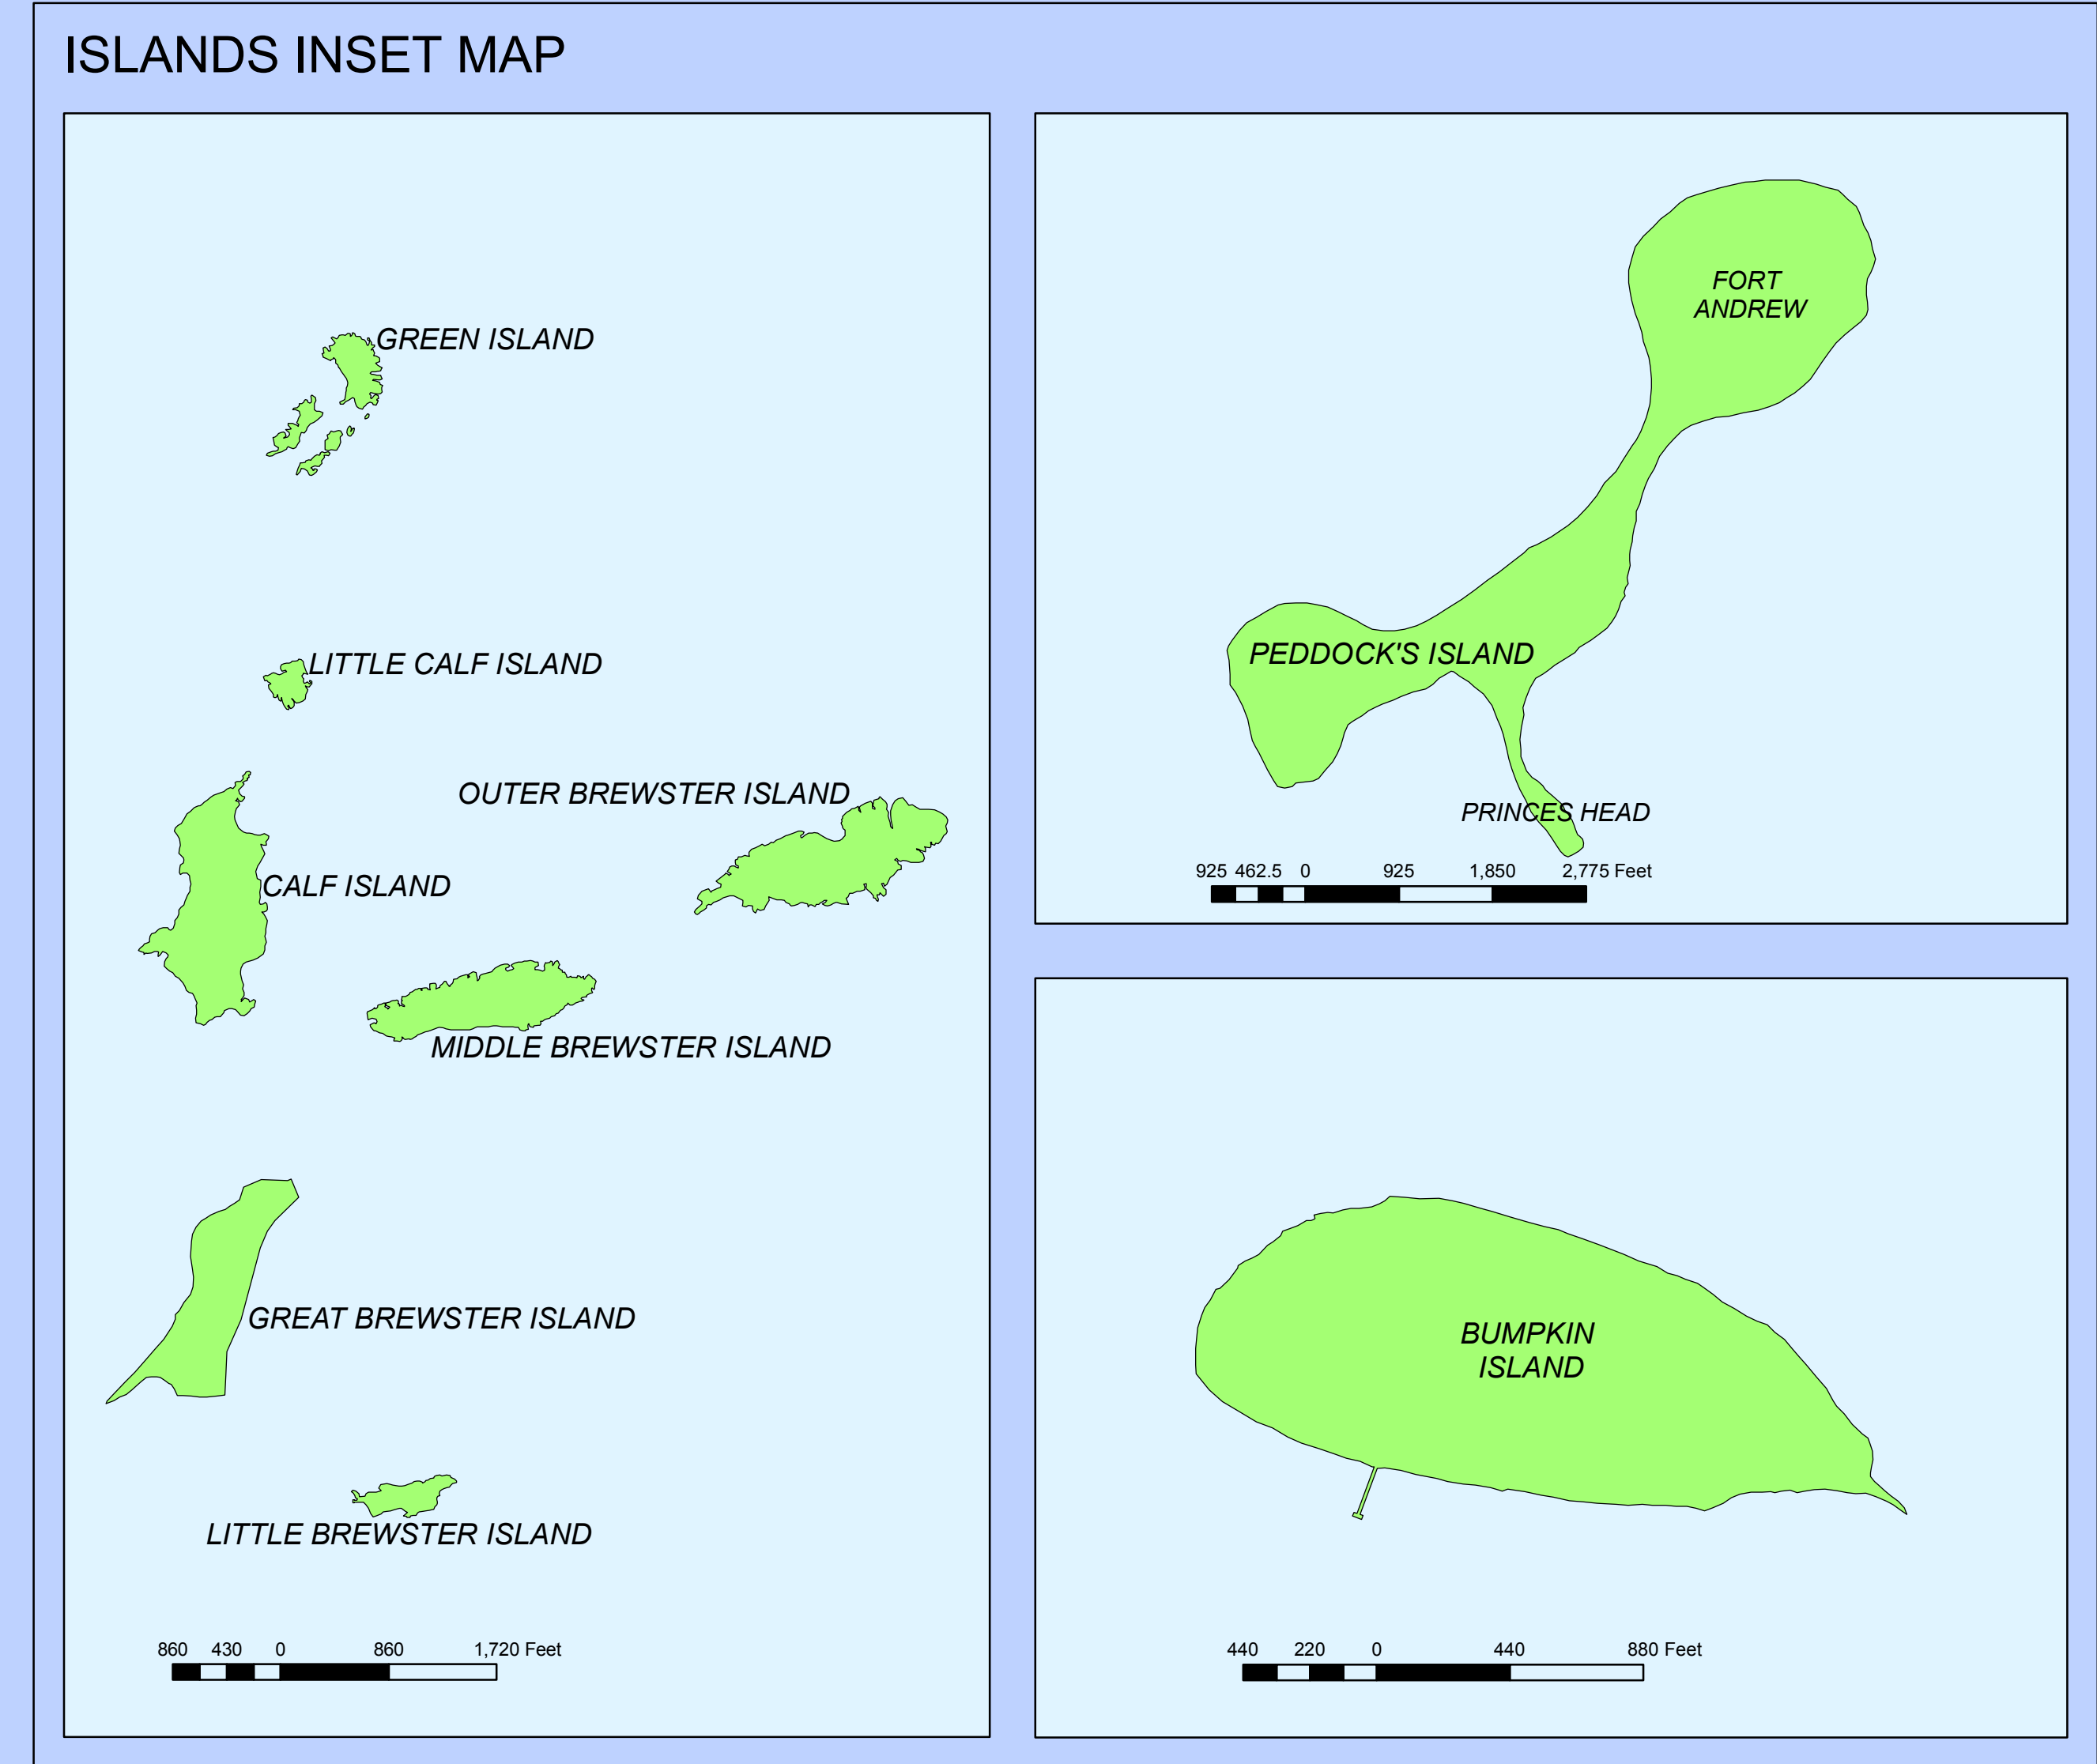 ISLANDS INSET MAP
GREEN ISLAND
LITTLE CALF ISLAND
OUTER BREWSTER ISLAND
CALF ISLAND
MIDDLE BREWSTER ISLAND
GREAT BREWSTER ISLAND
LITTLE BREWSTER ISLAND
860 430 0 860 1,720 Feet
FORT
ANDREW
PEDDOCK'S ISLAND
PRINCES HEAD
925 462.5 0 925 1,850 2,775 Feet
BUMPKIN
ISLAND
440 220 0 440 880 Feet